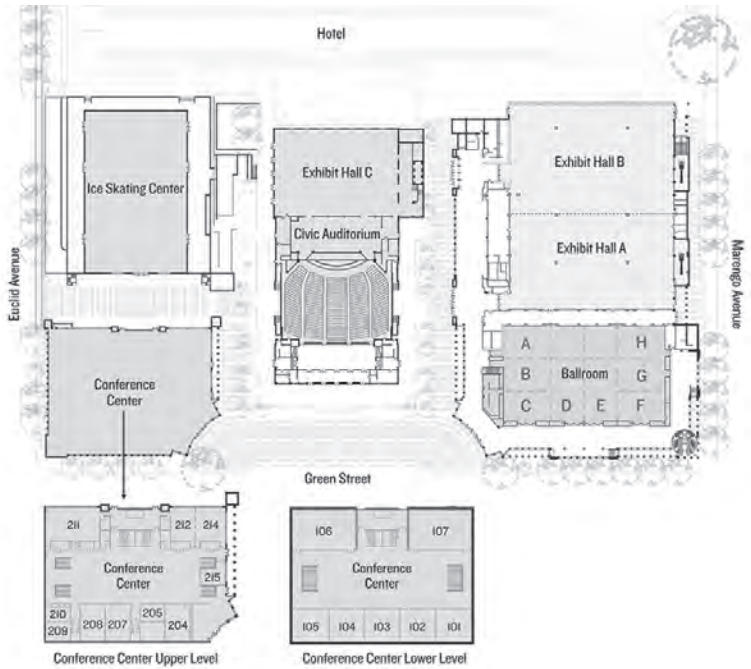 Hotel
Ice Skating Center
Exhibit Hall C
Civic Auditorium
Exhibit Hall B
Exhibit Hall A
Euclid Avenue
Marengo Avenue
Conference
Center
A
H
B
Ballroom
G
C
D
E
F
Green Street
211
212
214
Conference
Center
215
210
209
208
207
205
204
Conference Center Upper Level
106
107
Conference
Center
105
104
103
102
101
Conference Center Lower Level